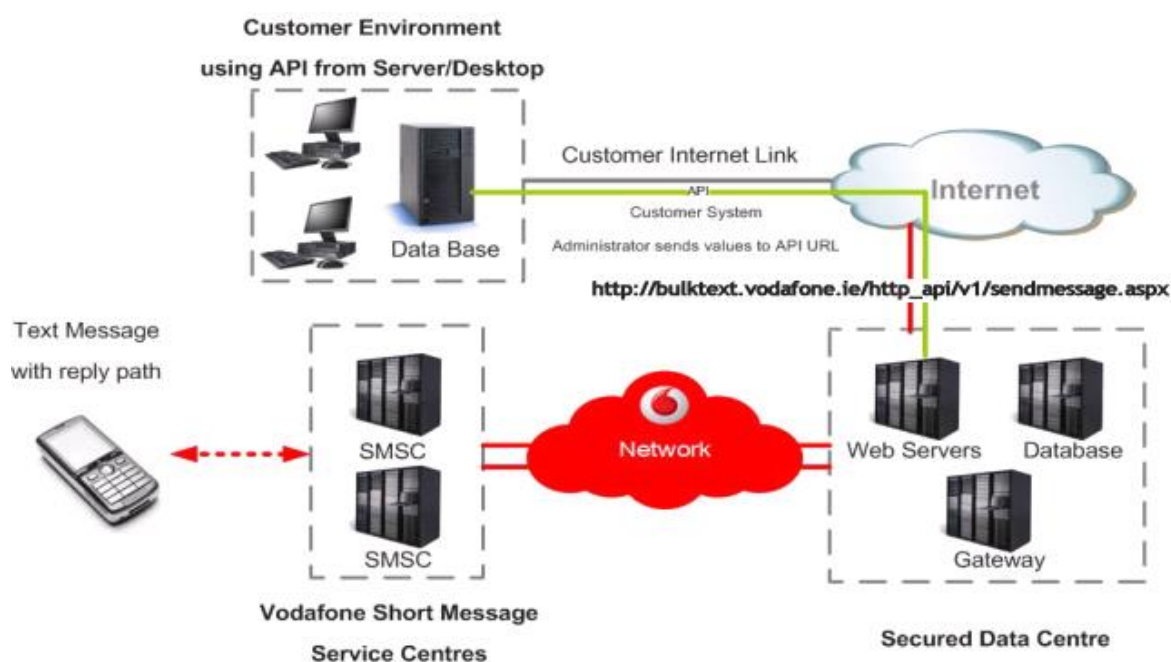 Customer Environment
using API from Server/Desktop
Data Base
Customer Internet Link
API
Customer System
Administrator sends values to API URL
Internet
http://bulktext.vodafone.ie/http_api/v1/sendmessage.aspx
Text Message
with reply path
SMSC
SMSC
Network
Web Servers
Database
Gateway
Vodafone Short Message
Service Centres
Secured Data Centre